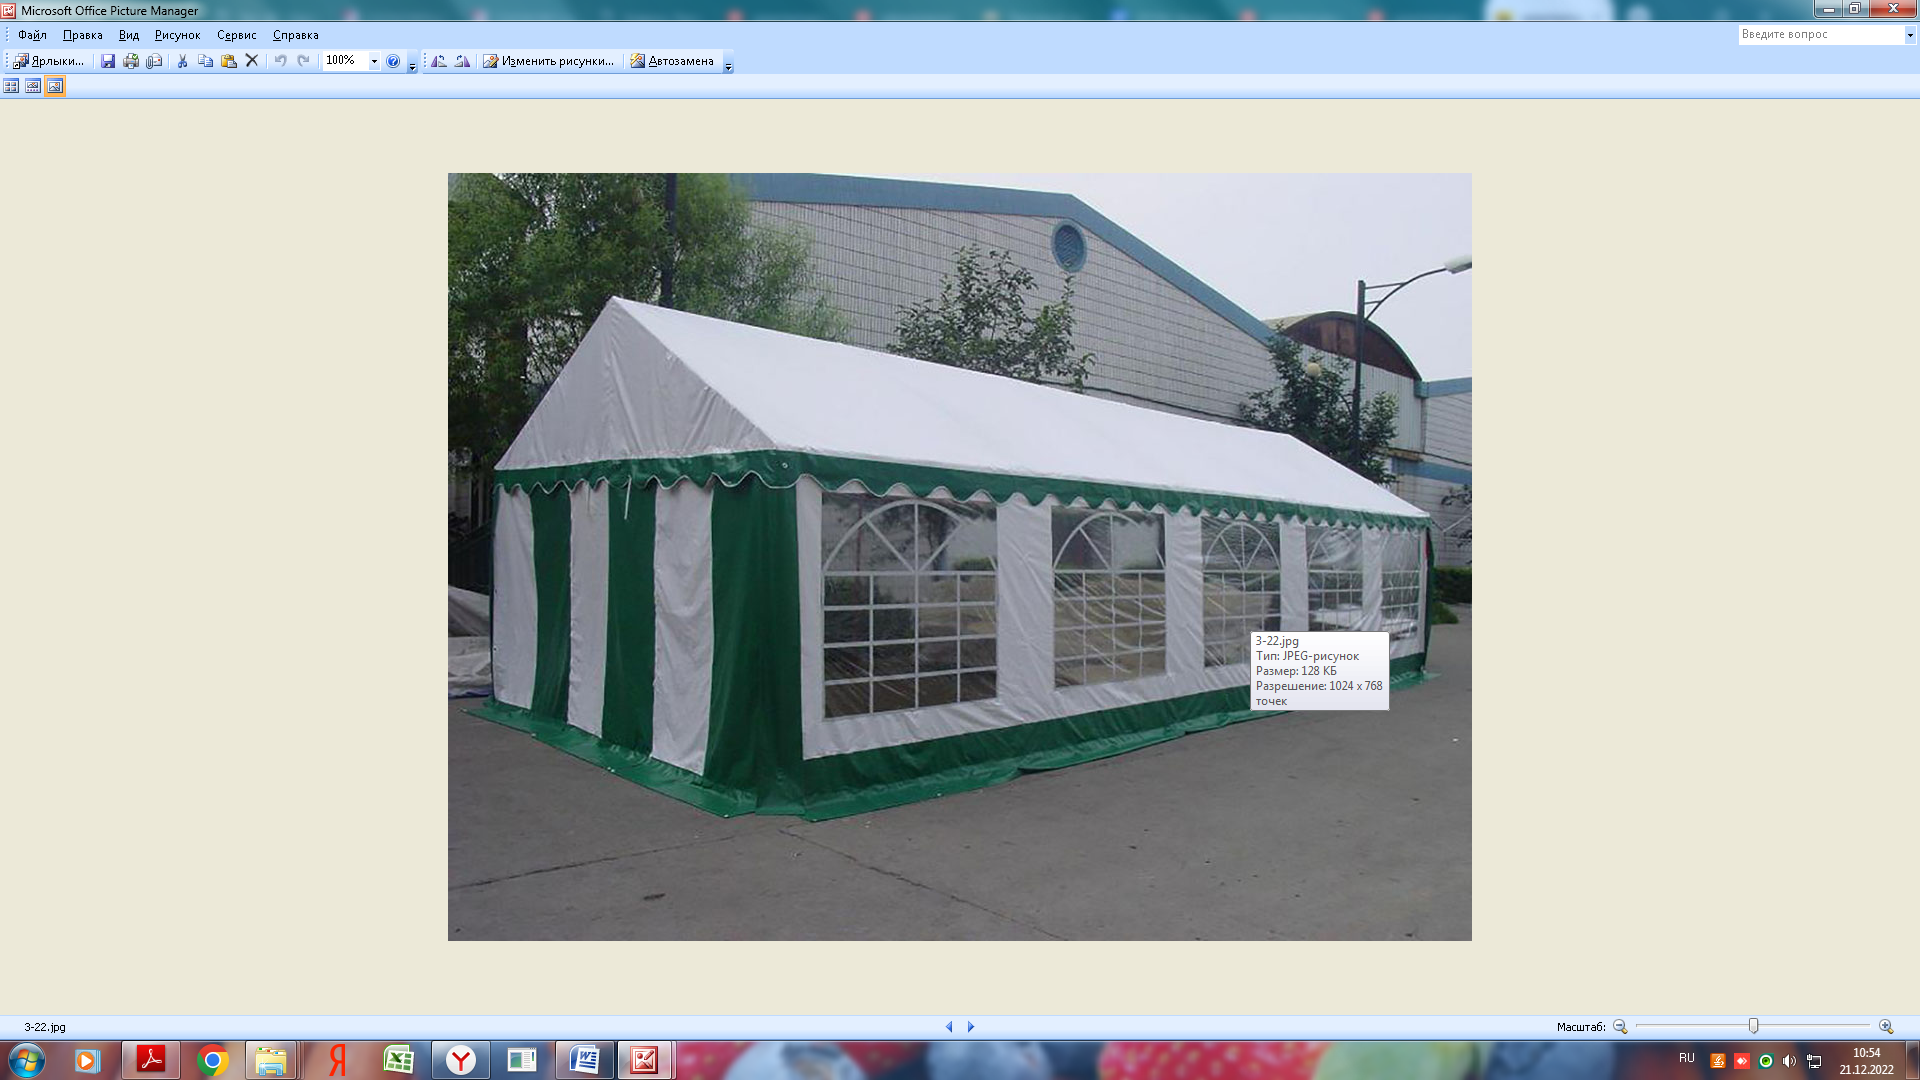 Microsoft Office Picture Manager
Файл Правка Вид Рисунок Сервис Справка
Введите вопрос
Ярлыки... 100% Изменить рисунки... Автозамена
3-22.jpg
Тип: JPEG-рисунок
Размер: 128 КБ
Разрешение: 1024 x 768
точек
3-22.jpg
Масштаб:
RU
10:54
21.12.2022